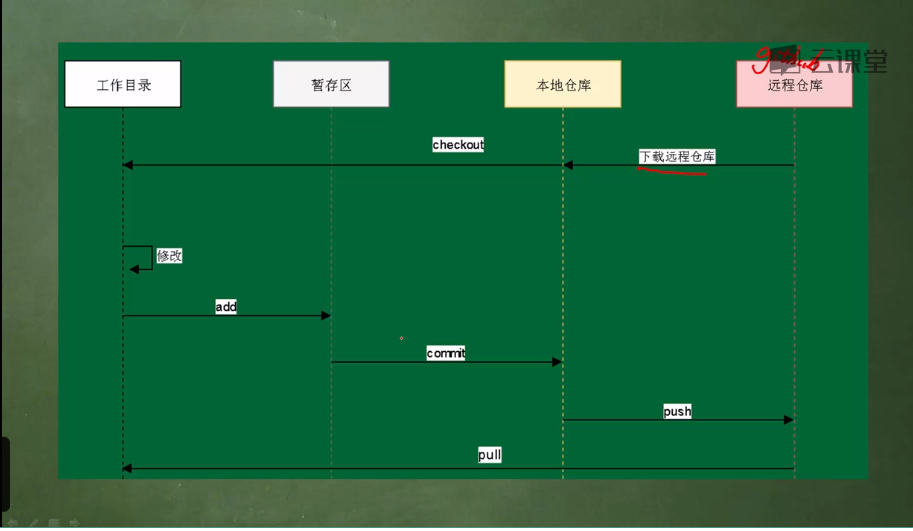 github
云课堂
工作目录
暂存区
本地仓库
远程仓库
checkout
下载远程仓库
修改
add
commit
push
pull